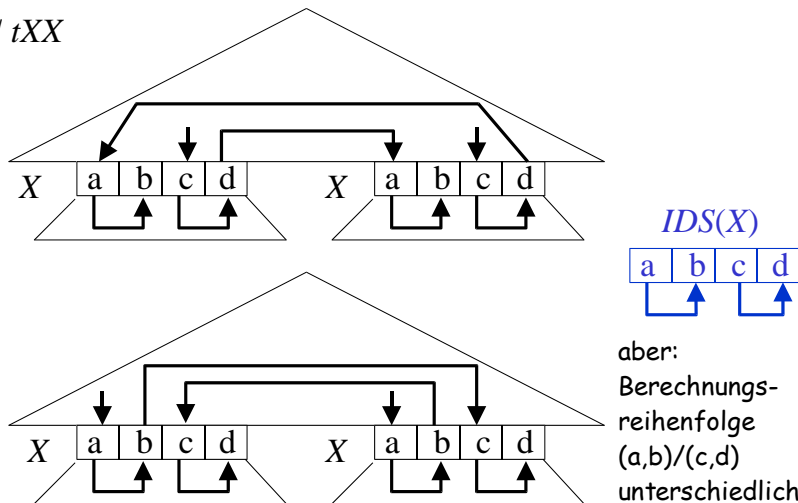 tXX
X a b c d X a b c d
IDS(X)
a b c d
aber:
Berechnungs-
reihenfolge
(a,b)/(c,d)
unterschiedlich
X a b c d X a b c d